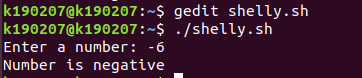 k190207@k190207:~$ gedit shelly.sh
k190207@k190207:~$ ./shelly.sh
Enter a number: -6
Number is negative